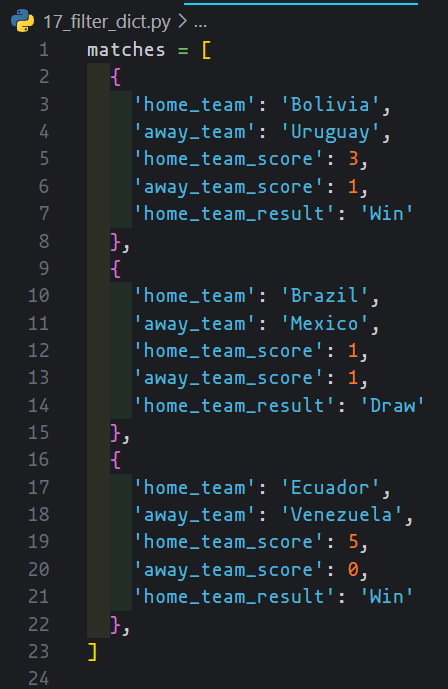 17_filter_dict.py > ...
1 matches = [
2   {
3     'home_team': 'Bolivia',
4     'away_team': 'Uruguay',
5     'home_team_score': 3,
6     'away_team_score': 1,
7     'home_team_result': 'Win'
8   },
9   {
10     'home_team': 'Brazil',
11     'away_team': 'Mexico',
12     'home_team_score': 1,
13     'away_team_score': 1,
14     'home_team_result': 'Draw'
15   },
16   {
17     'home_team': 'Ecuador',
18     'away_team': 'Venezuela',
19     'home_team_score': 5,
20     'away_team_score': 0,
21     'home_team_result': 'Win'
22   },
23 ]
24